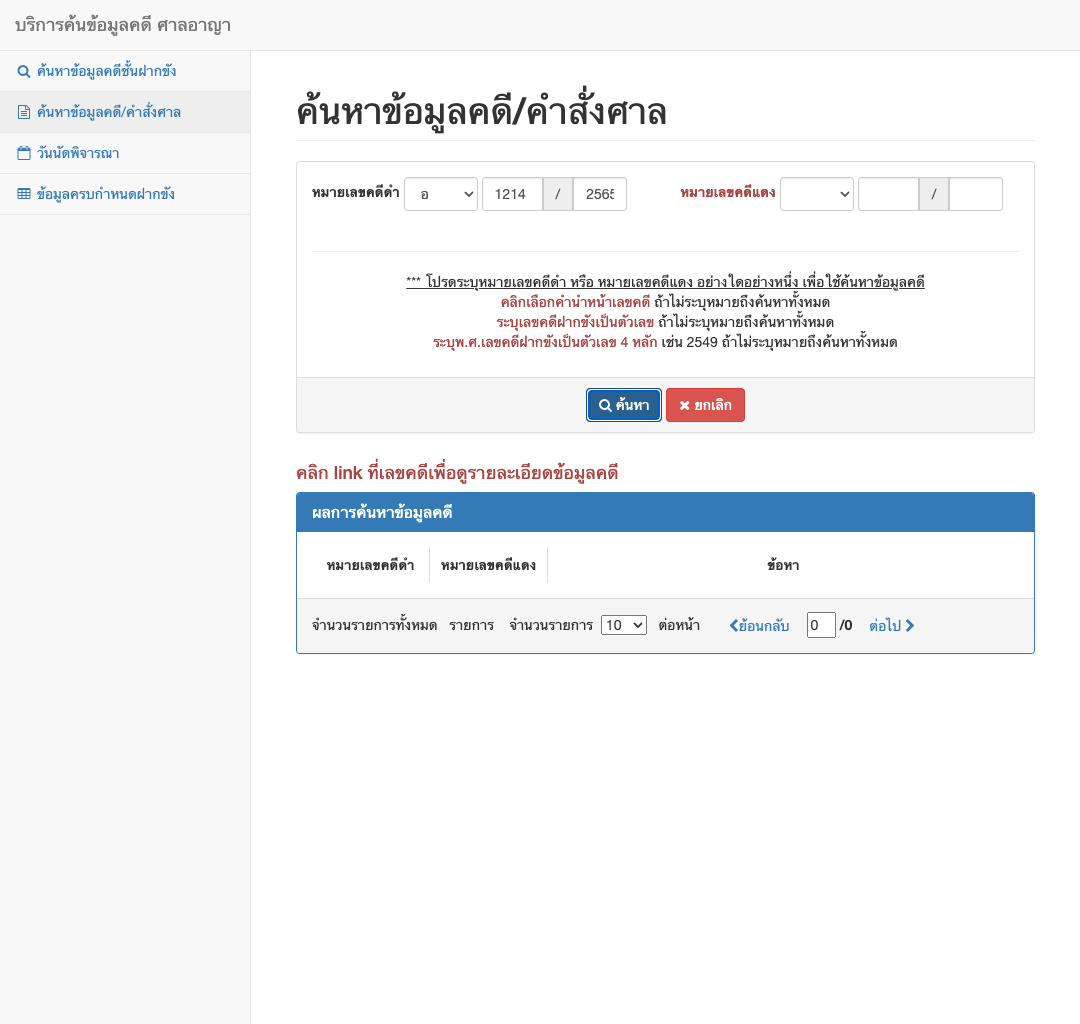 บริการค้นข้อมูลคดี ศาลอาญา
ค้นหาข้อมูลคดีชั้นฝากขัง
ค้นหาข้อมูลคดี/คำสั่งศาล
วันนัดพิจารณา
ข้อมูลครบกำหนดฝากขัง
ค้นหาข้อมูลคดี/คำสั่งศาล
หมายเลขคดีดำ อ 1214 / 2565 หมายเลขคดีแดง /
*** โปรดระบุหมายเลขคดีดำ หรือ หมายเลขคดีแดง อย่างใดอย่างหนึ่ง เพื่อใช้ค้นหาข้อมูลคดี
คลิกเลือกคำนำหน้าเลขคดี ถ้าไม่ระบุหมายถึงค้นหาทั้งหมด
ระบุเลขคดีฝากขังเป็นตัวเลข ถ้าไม่ระบุหมายถึงค้นหาทั้งหมด
ระบุพ.ศ.เลขคดีฝากขังเป็นตัวเลข 4 หลัก เช่น 2549 ถ้าไม่ระบุหมายถึงค้นหาทั้งหมด
ค้นหา ยกเลิก
คลิก link ที่เลขคดีเพื่อดูรายละเอียดข้อมูลคดี
ผลการค้นหาข้อมูลคดี
หมายเลขคดีดำ หมายเลขคดีแดง ข้อหา
จำนวนรายการทั้งหมด รายการ จำนวนรายการ 10 ต่อหน้า ย้อนกลับ 0 /0 ต่อไป